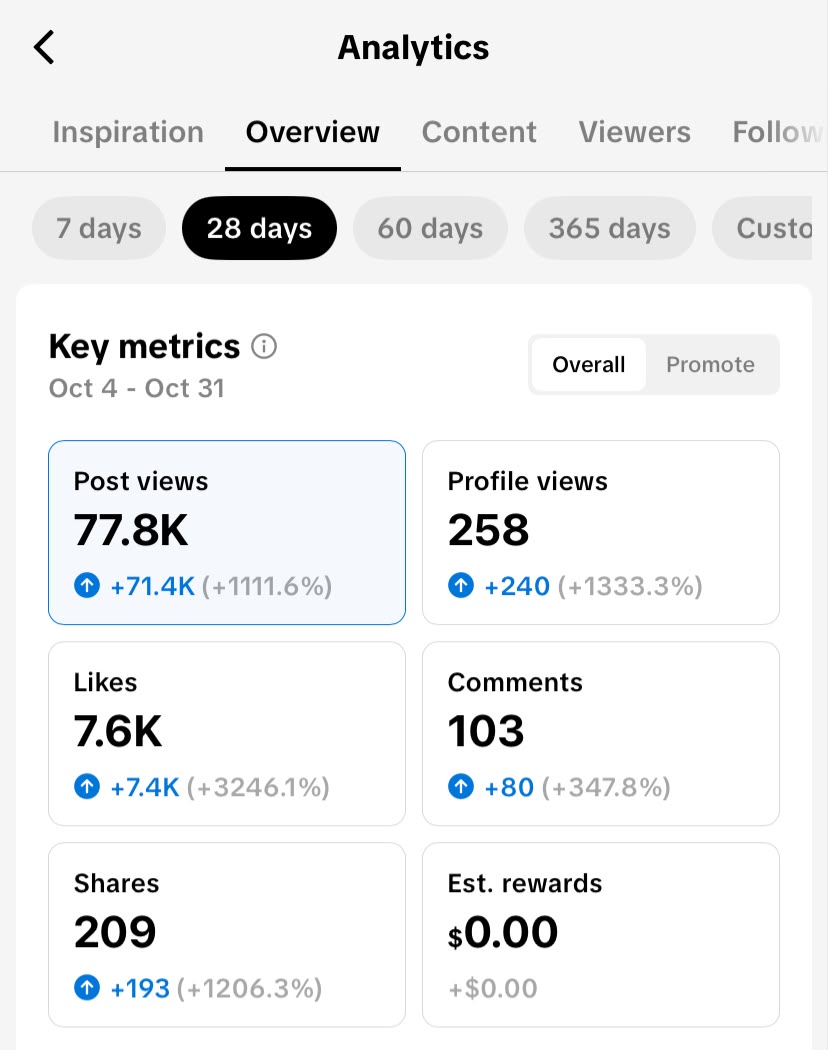 Analytics
Inspiration Overview Content Viewers Follow
7 days 28 days 60 days 365 days Custo
Key metrics
Oct 4 - Oct 31
Overall Promote
Post views
77.8K
+71.4K (+1111.6%)
Profile views
258
+240 (+1333.3%)
Likes
7.6K
+7.4K (+3246.1%)
Comments
103
+80 (+347.8%)
Shares
209
+193 (+1206.3%)
Est. rewards
$0.00
+$0.00